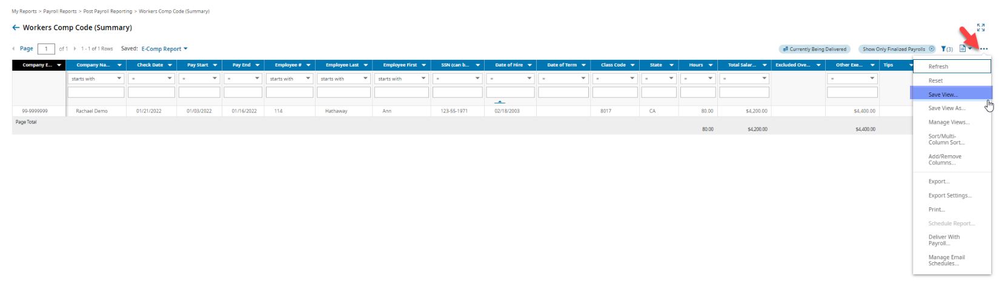 My Reports > Payroll Reports > Post Payroll Reporting > Workers Comp Code (Summary)
Workers Comp Code (Summary)
Page 1 of 1 1 - 1 of 1 Rows Saved: E-Comp Report
Currently Being Delivered Show Only Finalized Payrolls (3)
Company E... Company Na... Check Date Pay Start Pay End Employee # Employee Last Employee First SSN (can b... Date of Hire Date of Term Class Code State Hours Total Salar... Excluded Ove... Other Exe... Tips
starts with = = = starts with starts with starts with = = = = = = = =
99-9999999 Rachael Demo 01/21/2022 01/03/2022 01/16/2022 114 Hathaway Ann 123-55-1971 02/18/2003 8017 CA 80.00 $4,200.00 $4,400.00
Page Total
80.00 $4,200.00 $4,400.00
Refresh
Reset
Save View...
Save View As...
Manage Views...
Sort/Multi-
Column Sort...
Add/Remove
Columns...
Export...
Export Settings...
Print...
Schedule Report...
Deliver With
Payroll...
Manage Email
Schedules...